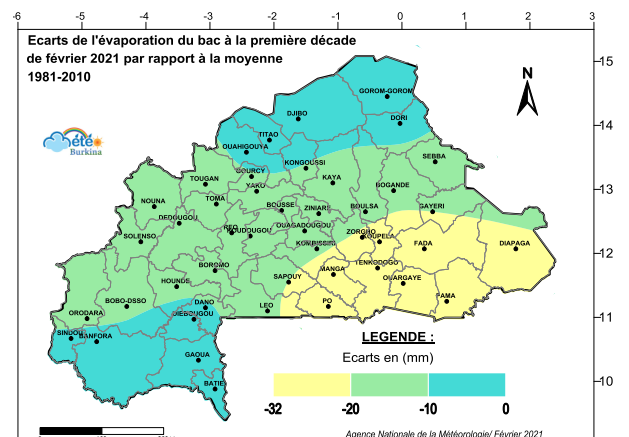 -6 -5 -4 -3 -2 -1 0 1 2 3
Ecarts de l'évaporation du bac à la première décade
de février 2021 par rapport à la moyenne
1981-2010
N
15
14
13
12
11
10
étéo
Burkina
GOROM-GOROM
DJIBO
DORI
TITAO
OUAHIGOUYA
KONGOUSSI
SEBBA
GOURCY
TOUGAN
KAYA
YAKO
BOGANDE
TOMA
NOUNA
BOUSSE
ZINIARE
BOULSA
GAYERI
DEDOUGOU
REO
KOUDOUGOU
OUAGADOUGOU
ZORGHO
KOUPELA
SOLENSO
KOMBISSIRI
FADA
DIAPAGA
BOROMO
MANGA
TENKODOGO
HOUNDE
SAPOUY
OUARGAYE
BOBO-DSSO
DANO
LEO
PO
PAMA
ORODARA
DIEBOUGOU
SINDOU
BANFORA
GAOUA
BATIE
LEGENDE :
Ecarts en (mm)
-32 -20 -10 0
Agence Nationale de la Météorologie/ Février 2021